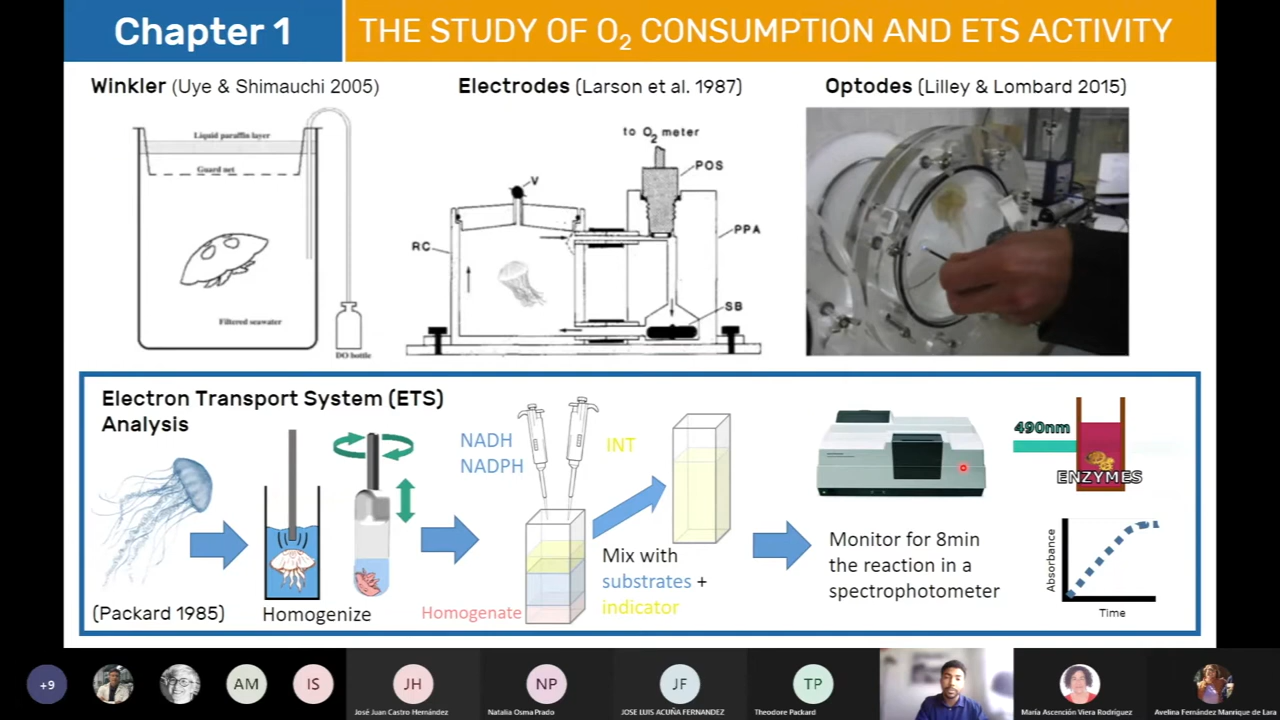 Chapter 1
THE STUDY OF O₂ CONSUMPTION AND ETS ACTIVITY
Winkler (Uye & Shimauchi 2005)
Electrodes (Larson et al. 1987)
Optodes (Lilley & Lombard 2015)
Liquid paraffin layer
Guard net
Filtered seawater
DO bottle
to O₂ meter
POS
V
PPA
RC
SB
Electron Transport System (ETS)
Analysis
(Packard 1985)
Homogenize
NADH
NADPH
INT
Homogenate
Mix with
substrates +
indicator
Monitor for 8min
the reaction in a
spectrophotometer
490nm
ENZYMES
Absorbance
Time
+9
AM
IS
JH
José Juan Castro Hernández
NP
Natalia Osma Prado
JF
JOSE LUIS ACUÑA FERNANDEZ
TP
Theodore Packard
María Ascención Viera Rodríguez
Avelina Fernández Manrique de Lara